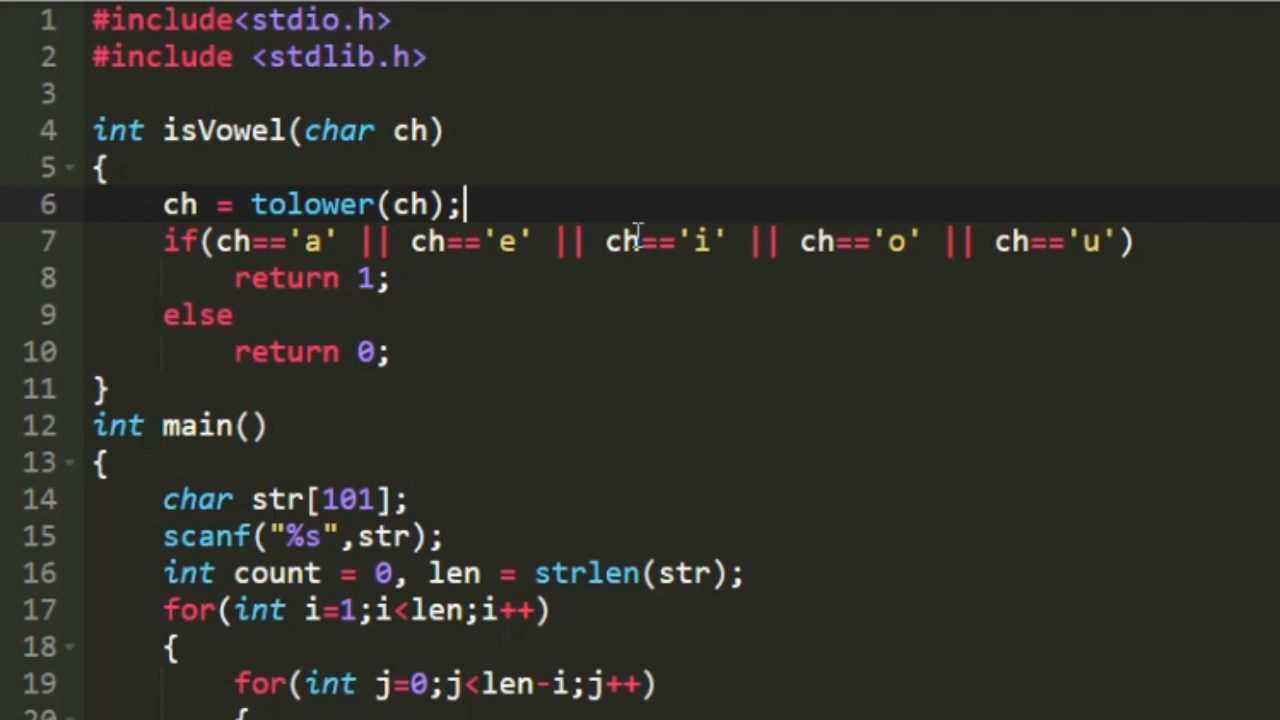 1 #include<stdio.h>
2 #include <stdlib.h>
3
4 int isVowel(char ch)
5 {
6 ch = tolower(ch);
7 if(ch=='a' || ch=='e' || ch=='i' || ch=='o' || ch=='u')
8 return 1;
9 else
10 return 0;
11 }
12 int main()
13 {
14 char str[101];
15 scanf("%s",str);
16 int count = 0, len = strlen(str);
17 for(int i=1;i<len;i++)
18 {
19 for(int j=0;j<len-i;j++)
20 {